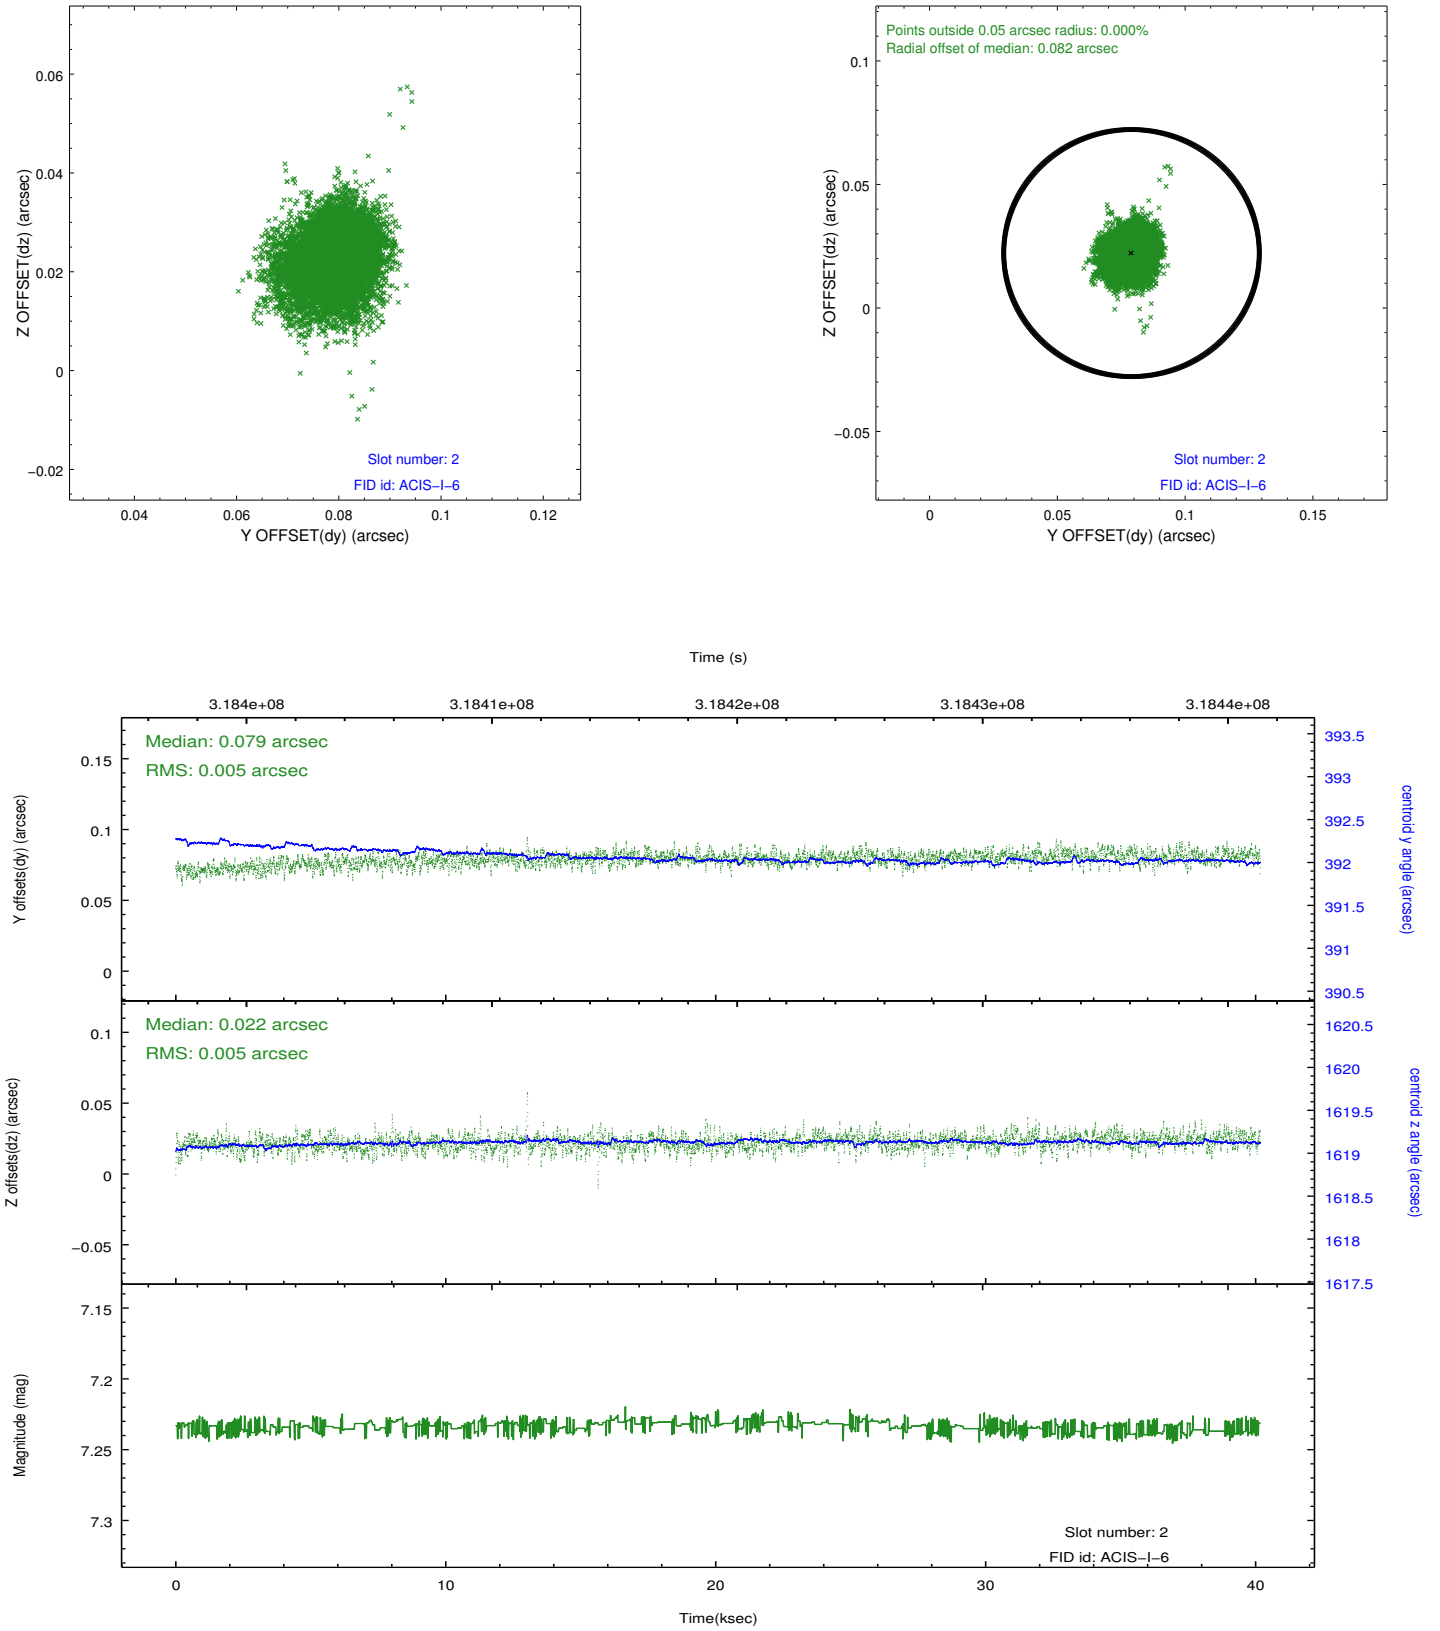 0.06
0.04
0.02
0
−0.02
Z OFFSET(dz) (arcsec)
0.04
0.06
0.08
0.1
0.12
Y OFFSET(dy) (arcsec)
Slot number: 2
FID id: ACIS−I−6
Points outside 0.05 arcsec radius: 0.000%
Radial offset of median: 0.082 arcsec
0.1
0.05
0
−0.05
Z OFFSET(dz) (arcsec)
0
0.05
0.1
0.15
Y OFFSET(dy) (arcsec)
Slot number: 2
FID id: ACIS−I−6
Time (s)
3.184e+08
3.1841e+08
3.1842e+08
3.1843e+08
3.1844e+08
Median: 0.079 arcsec
RMS: 0.005 arcsec
0.15
0.1
0.05
0
Y offsets(dy) (arcsec)
393.5
393
392.5
392
391.5
391
390.5
centroid y angle (arcsec)
Median: 0.022 arcsec
RMS: 0.005 arcsec
0.1
0.05
0
−0.05
Z offsets(dz) (arcsec)
1620.5
1620
1619.5
1619
1618.5
1618
1617.5
centroid z angle (arcsec)
7.15
7.2
7.25
7.3
Magnitude (mag)
Slot number: 2
FID id: ACIS−I−6
0
10
20
30
40
Time(ksec)